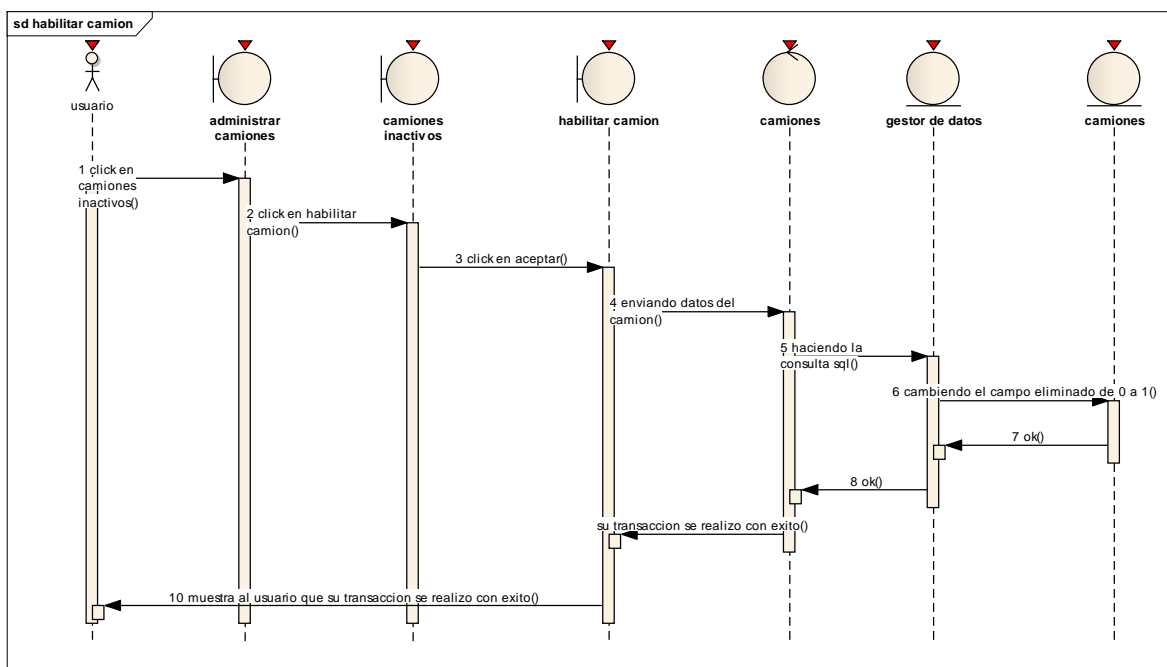 sd habilitar camion
usuario
administrar
camiones
camiones
inactivos
habilitar camion
camiones
gestor de datos
camiones
1 click en
camiones
inactivos()
2 click en habilitar
camion()
3 click en aceptar()
4 enviando datos del
camion()
5 haciendo la
consulta sql()
6 cambiendo el campo eliminado de 0 a 1()
7 ok()
8 ok()
su transaccion se realizo con exito()
10 muestra al usuario que su transaccion se realizo con exito()